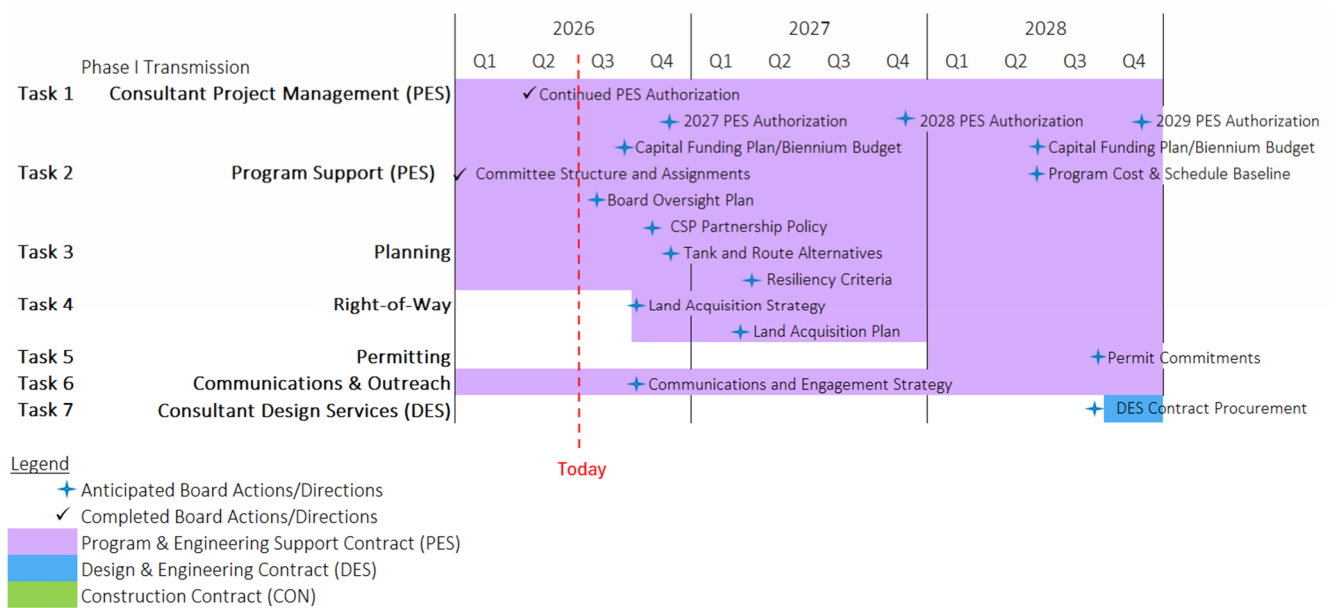 2026 2027 2028
Phase I Transmission Q1 Q2 Q3 Q4 Q1 Q2 Q3 Q4 Q1 Q2 Q3 Q4
Task 1 Consultant Project Management (PES) Continued PES Authorization
2027 PES Authorization 2028 PES Authorization 2029 PES Authorization
Capital Funding Plan/Biennium Budget Capital Funding Plan/Biennium Budget
Task 2 Program Support (PES) Committee Structure and Assignments Program Cost & Schedule Baseline
Board Oversight Plan
CSP Partnership Policy
Task 3 Planning Tank and Route Alternatives
Resiliency Criteria
Task 4 Right-of-Way Land Acquisition Strategy
Land Acquisition Plan
Task 5 Permitting Permit Commitments
Task 6 Communications & Outreach Communications and Engagement Strategy
Task 7 Consultant Design Services (DES) DES Contract Procurement
Today
Legend
Anticipated Board Actions/Directions
Completed Board Actions/Directions
Program & Engineering Support Contract (PES)
Design & Engineering Contract (DES)
Construction Contract (CON)